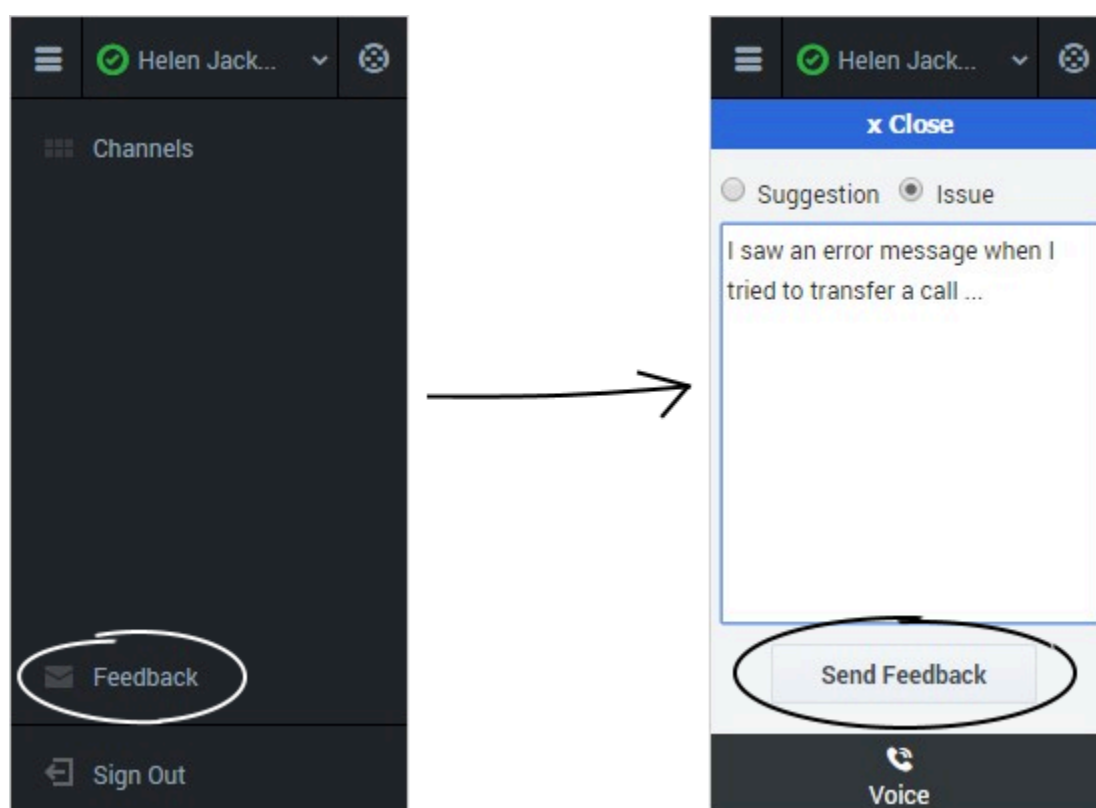 Helen Jack...
Channels
Feedback
Sign Out
Helen Jack...
x Close
Suggestion Issue
I saw an error message when I
tried to transfer a call ...
Send Feedback
Voice